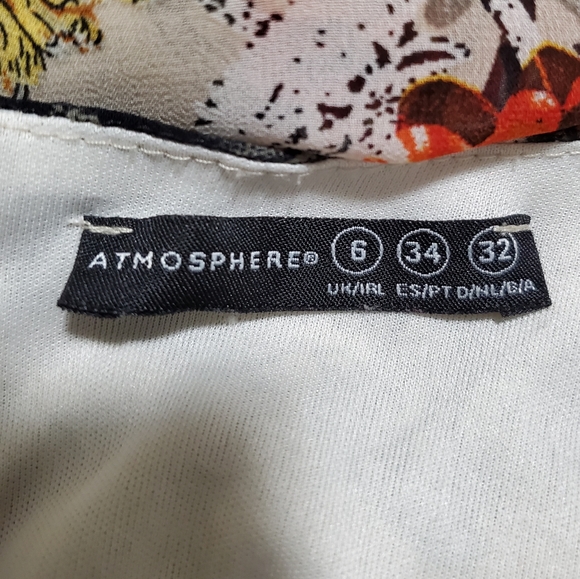 ATMOSPHERE® 6 34 32
UK/IRL ES/PT D/NL/B/A